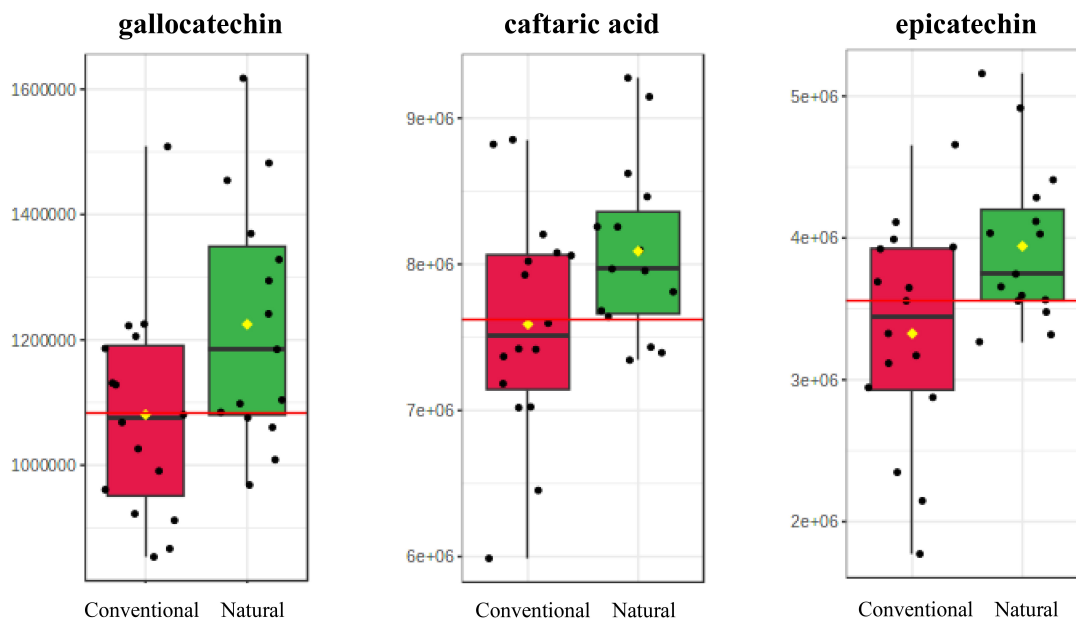 gallocatechin
1600000
1400000
1200000
1000000
Conventional Natural
caftaric acid
9e+06
8e+06
7e+06
6e+06
Conventional Natural
epicatechin
5e+06
4e+06
3e+06
2e+06
Conventional Natural